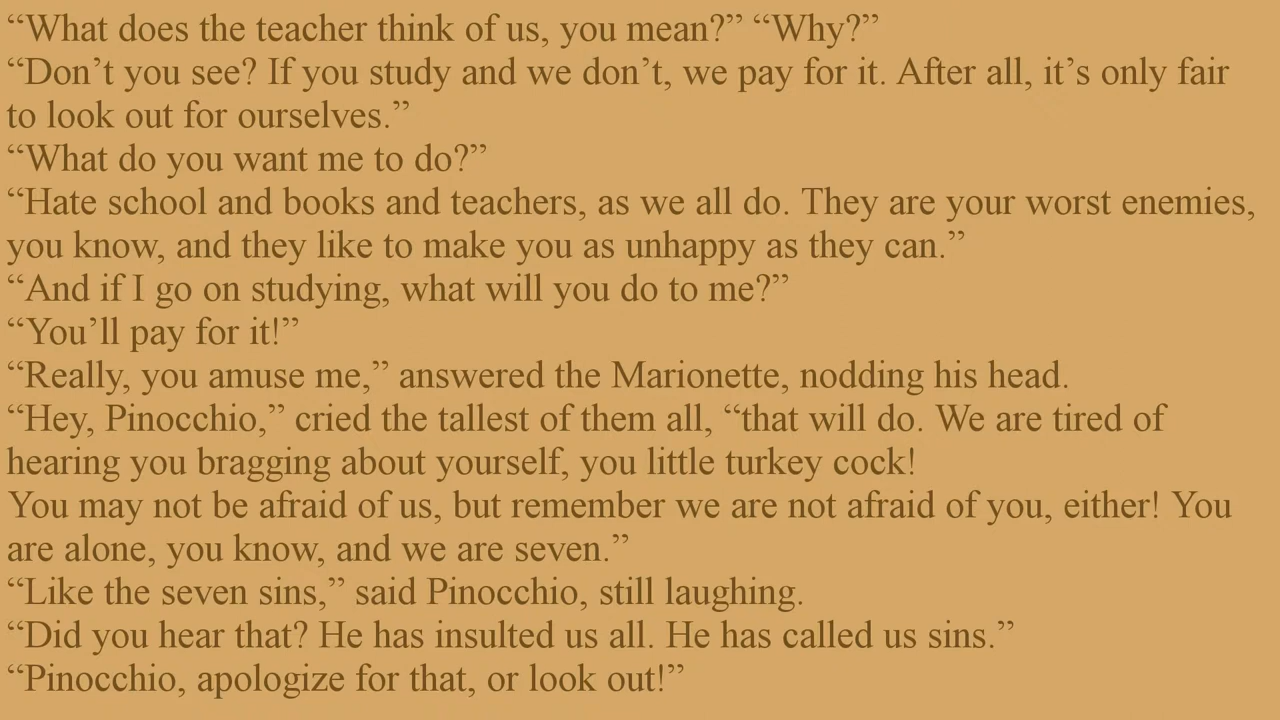 “What does the teacher think of us, you mean?” “Why?”
“Don’t you see? If you study and we don’t, we pay for it. After all, it’s only fair
to look out for ourselves.”
“What do you want me to do?”
“Hate school and books and teachers, as we all do. They are your worst enemies,
you know, and they like to make you as unhappy as they can.”
“And if I go on studying, what will you do to me?”
“You’ll pay for it!”
“Really, you amuse me,” answered the Marionette, nodding his head.
“Hey, Pinocchio,” cried the tallest of them all, “that will do. We are tired of
hearing you bragging about yourself, you little turkey cock!
You may not be afraid of us, but remember we are not afraid of you, either! You
are alone, you know, and we are seven.”
“Like the seven sins,” said Pinocchio, still laughing.
“Did you hear that? He has insulted us all. He has called us sins.”
“Pinocchio, apologize for that, or look out!”